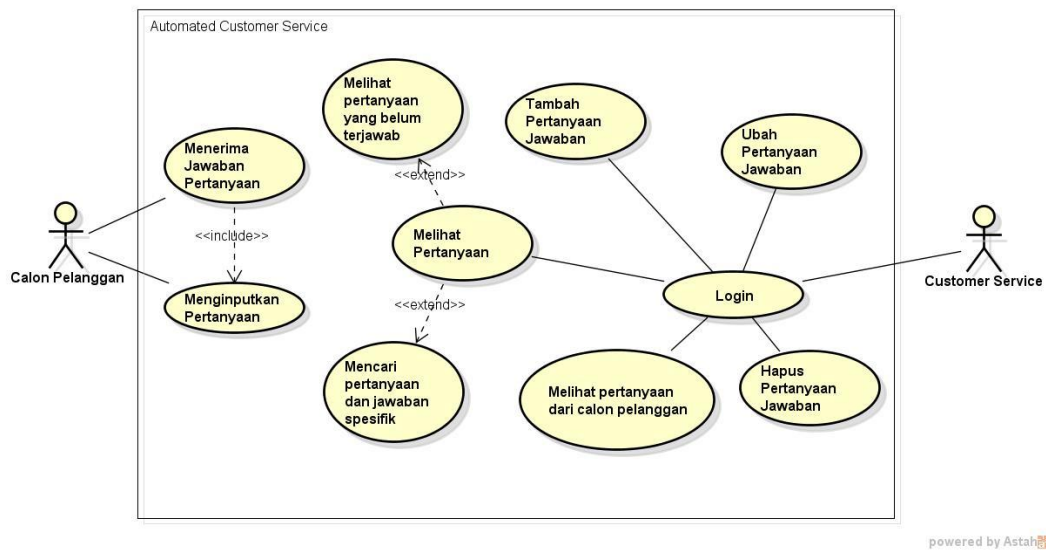 Automated Customer Service
Melihat
pertanyaan
yang belum
terjawab
Tambah
Pertanyaan
Jawaban
Ubah
Pertanyaan
Jawaban
Menerima
Jawaban
Pertanyaan
<<extend>>
<<include>>
Melihat
Pertanyaan
Calon Pelanggan
Customer Service
Menginputkan
Pertanyaan
<<extend>>
Login
Mencari
pertanyaan
dan jawaban
spesifik
Melihat pertanyaan
dari calon pelanggan
Hapus
Pertanyaan
Jawaban
powered by Astah